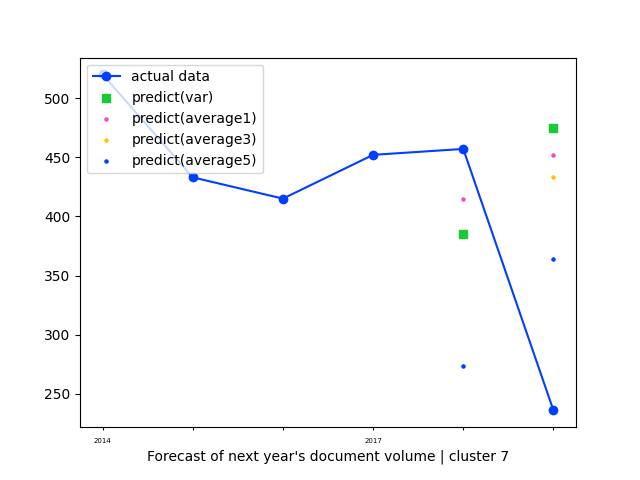 actual data
predict(var)
predict(average1)
predict(average3)
predict(average5)
500
450
400
350
300
250
2014
2017
Forecast of next year's document volume | cluster 7